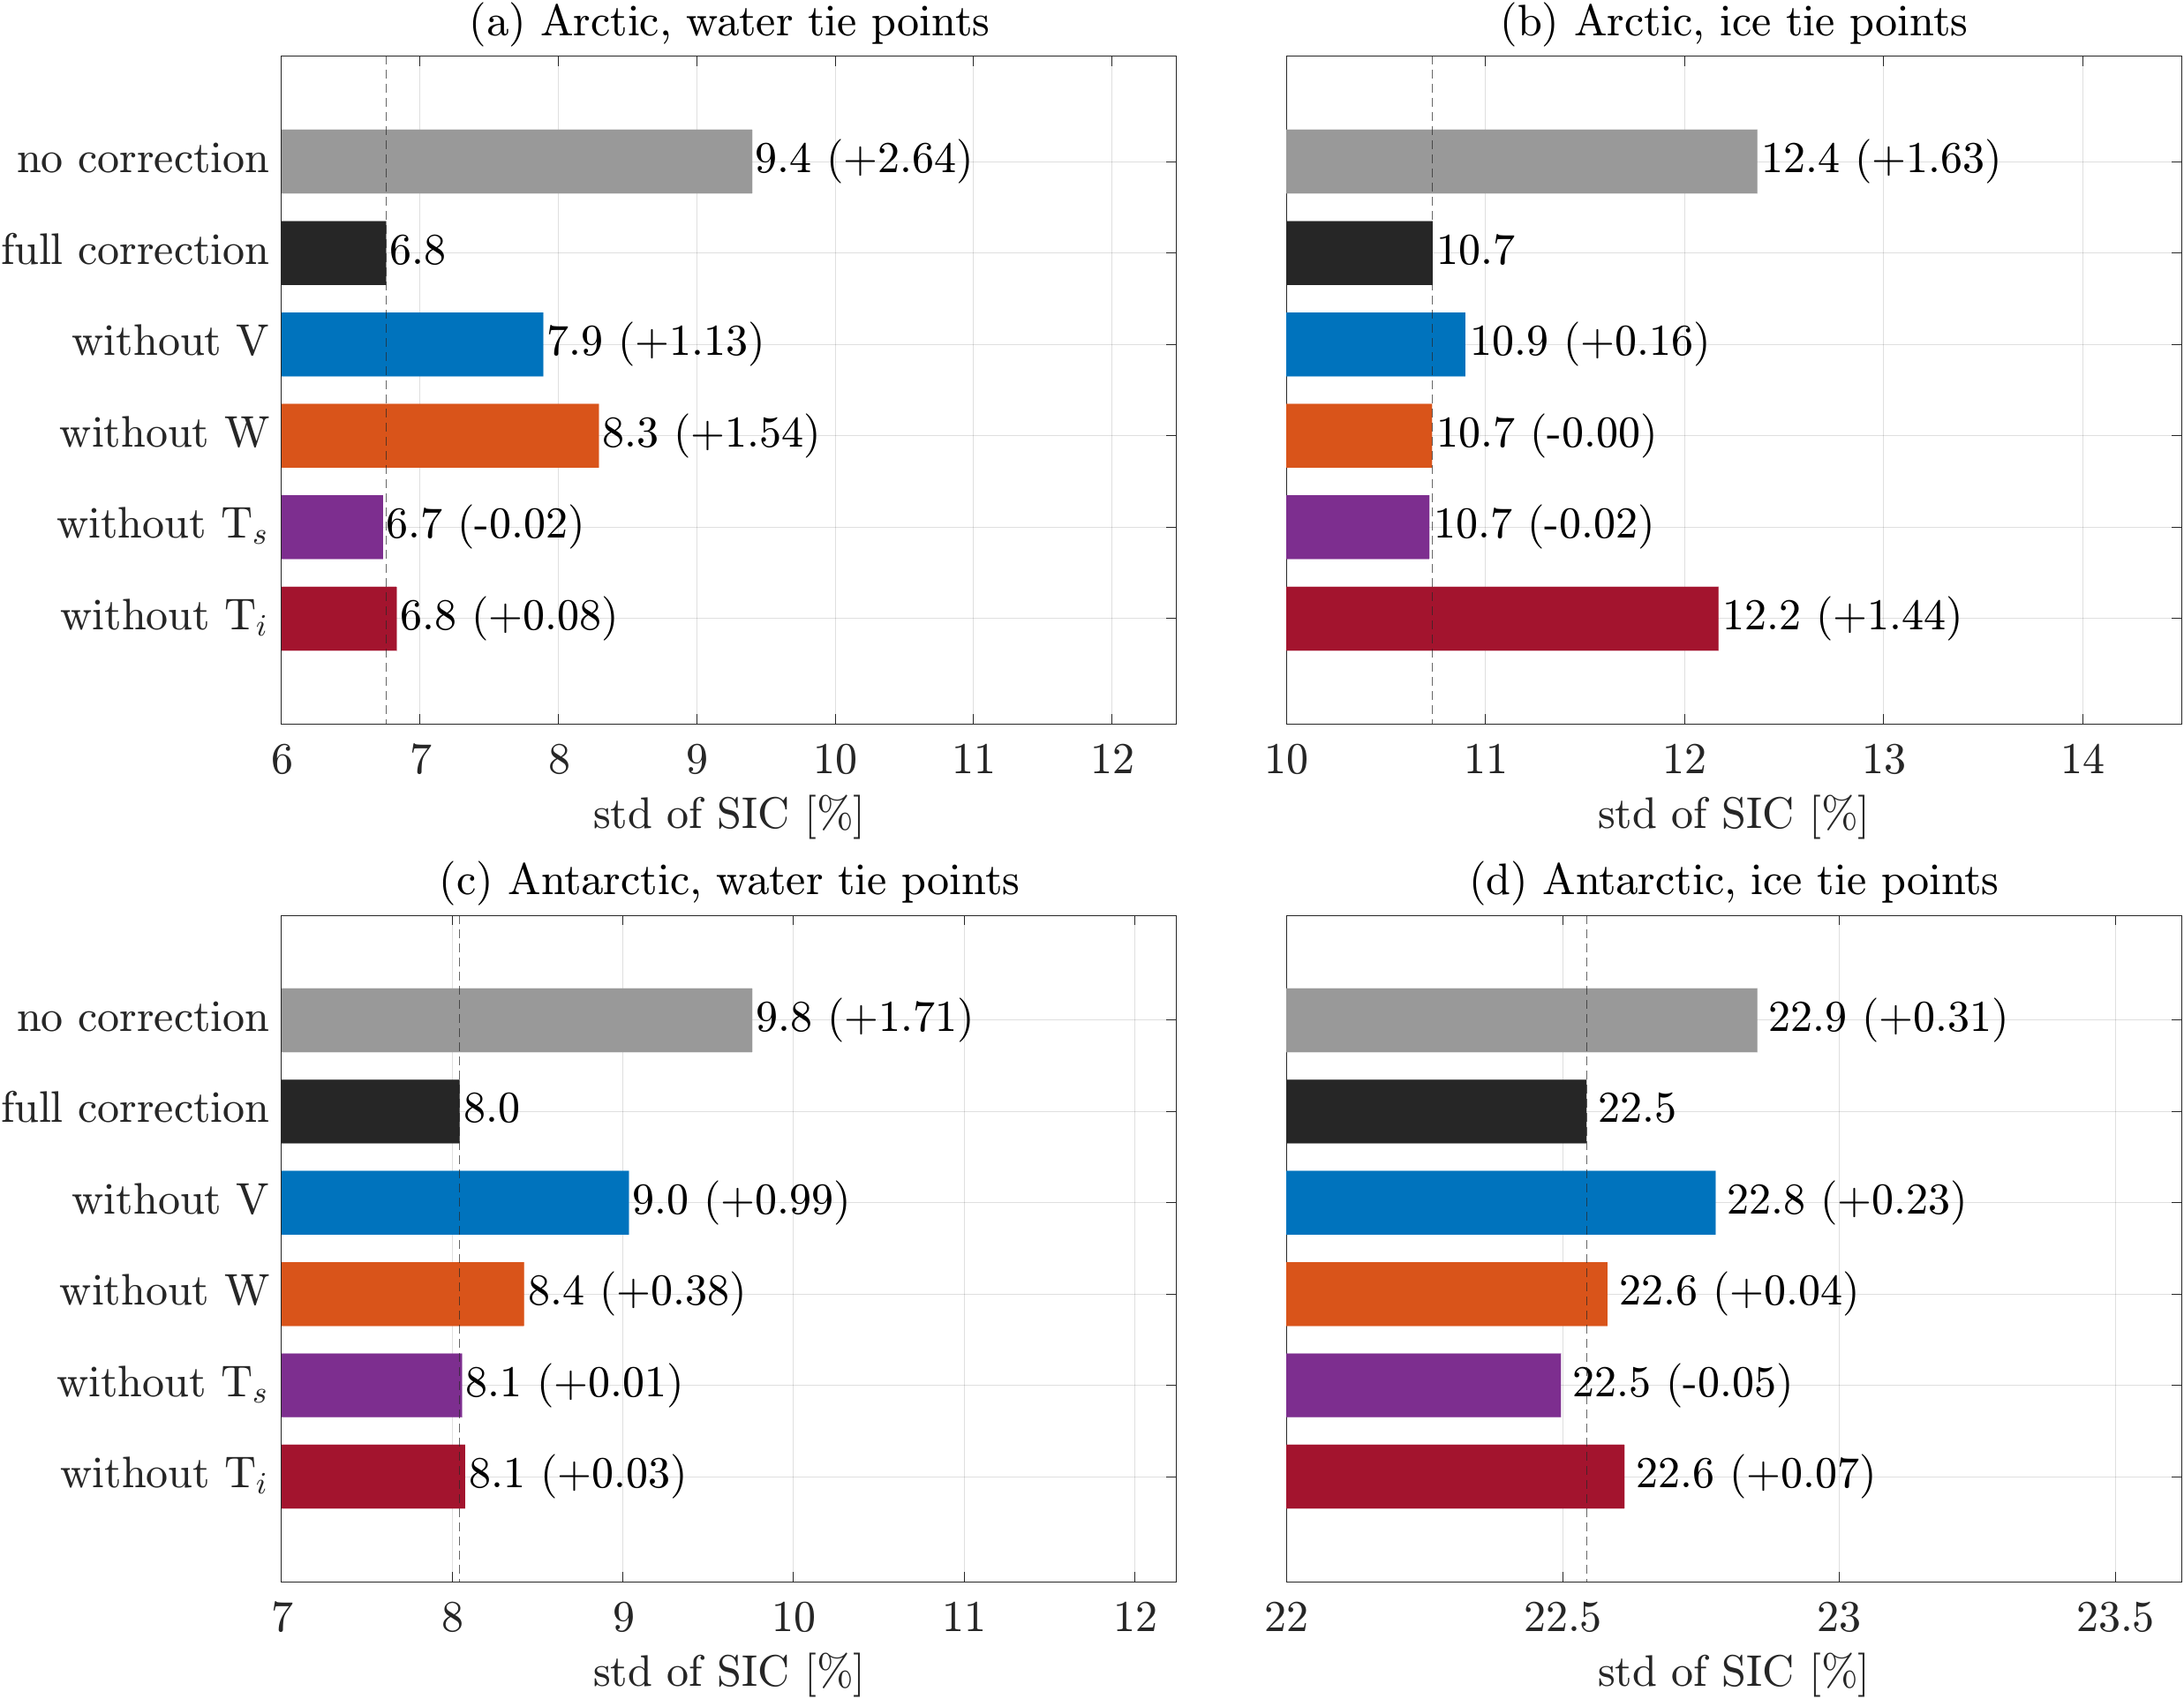 (a) Arctic, water tie points
no correction 9.4 (+2.64)
full correction 6.8
without V 7.9 (+1.13)
without W 8.3 (+1.54)
without Ts 6.7 (-0.02)
without Ti 6.8 (+0.08)
6 7 8 9 10 11 12
std of SIC [%]
(b) Arctic, ice tie points
12.4 (+1.63)
10.7
10.9 (+0.16)
10.7 (-0.00)
10.7 (-0.02)
12.2 (+1.44)
10 11 12 13 14
std of SIC [%]
(c) Antarctic, water tie points
no correction 9.8 (+1.71)
full correction 8.0
without V 9.0 (+0.99)
without W 8.4 (+0.38)
without Ts 8.1 (+0.01)
without Ti 8.1 (+0.03)
7 8 9 10 11 12
std of SIC [%]
(d) Antarctic, ice tie points
22.9 (+0.31)
22.5
22.8 (+0.23)
22.6 (+0.04)
22.5 (-0.05)
22.6 (+0.07)
22 22.5 23 23.5
std of SIC [%]